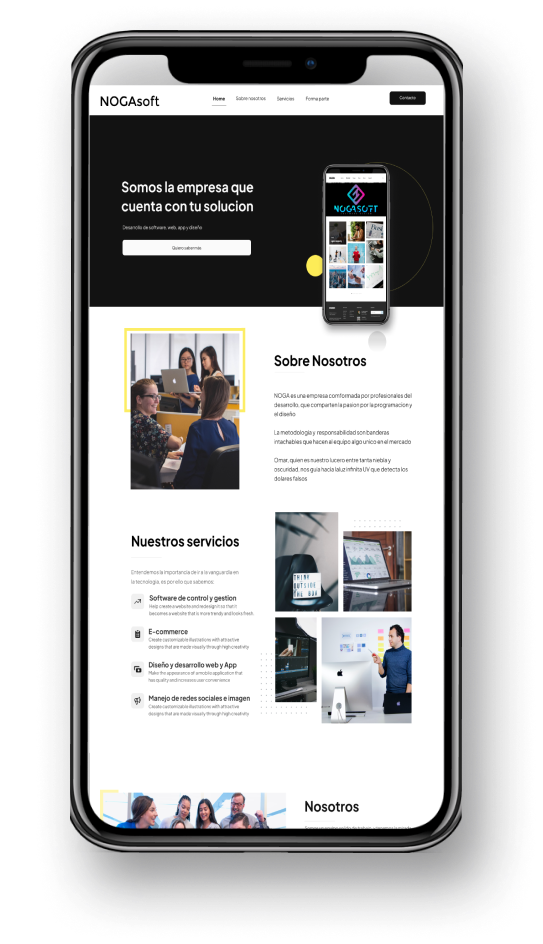 NOGAsoft
Home Sobre nosotros Servicios Forma parte Contacto
Somos la empresa que
cuenta con tu solucion
Desarrollo de software, web, app y diseño
Quiero saber más
NOGASOFT
Sobre Nosotros
NOGA es una empresa comformada por profesionales del
desarrollo, que comparten la pasion por la programacion y
el diseño
La metodologia y responsabilidad son banderas
intachables que hacen al equipo algo unico en el mercado
Omar, quien es nuestro lucero entre tanta niebla y
oscuridad, nos guia hacia la luz infinita UV que detecta los
dolares falsos
Nuestros servicios
Entendemos la importancia de ir a la vanguardia en
la tecnologia, es por ello que sabemos:
Software de control y gestion
Help create a website and redesign it so that it
becomes a website that is more trendy and looks fresh.
E-commerce
Create customizable illustrations with attractive
designs that are made visually through high creativity
Diseño y desarrollo web y App
Make the appearance of a mobile application that
has quality and increases user convenience
Manejo de redes sociales e imagen
Create customizable illustrations with attractive
designs that are made visually through high creativity
THINK
OUTSIDE
THE BOX
Nosotros